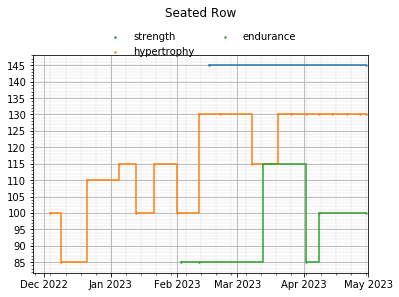 Seated Row
strength
hypertrophy
endurance
145
140
135
130
125
120
115
110
105
100
95
90
85
Dec 2022 Jan 2023 Feb 2023 Mar 2023 Apr 2023 May 2023